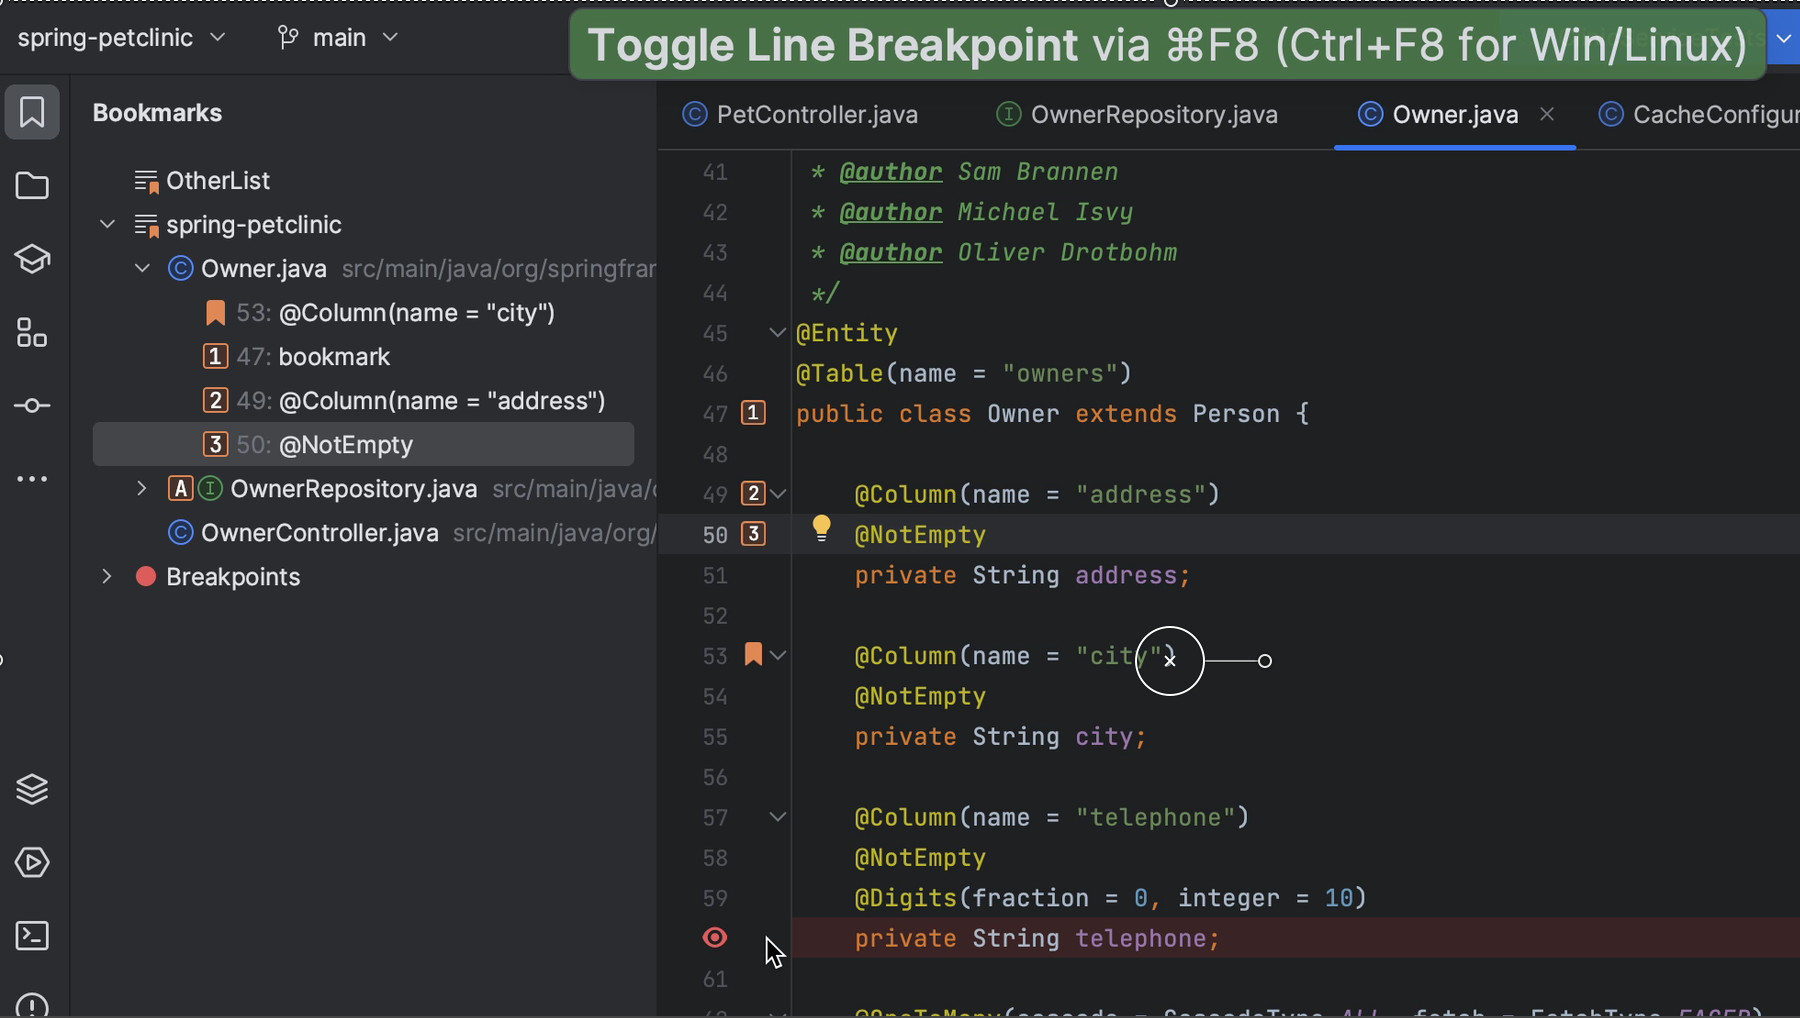 spring-petclinic main
Toggle Line Breakpoint via ⌘F8 (Ctrl+F8 for Win/Linux)
Bookmarks
OtherList
spring-petclinic
Owner.java src/main/java/org/springfrar
53: @Column(name = "city")
1 47: bookmark
2 49: @Column(name = "address")
3 50: @NotEmpty
A I OwnerRepository.java src/main/java/
C OwnerController.java src/main/java/org/
Breakpoints
C PetController.java I OwnerRepository.java C Owner.java C CacheConfigur
41 * @author Sam Brannen
42 * @author Michael Isvy
43 * @author Oliver Drotbohm
44 */
45 @Entity
46 @Table(name = "owners")
47 1 public class Owner extends Person {
48
49 2 @Column(name = "address")
50 3 @NotEmpty
51 private String address;
52
53 @Column(name = "city")
54 @NotEmpty
55 private String city;
56
57 @Column(name = "telephone")
58 @NotEmpty
59 @Digits(fraction = 0, integer = 10)
private String telephone;
61